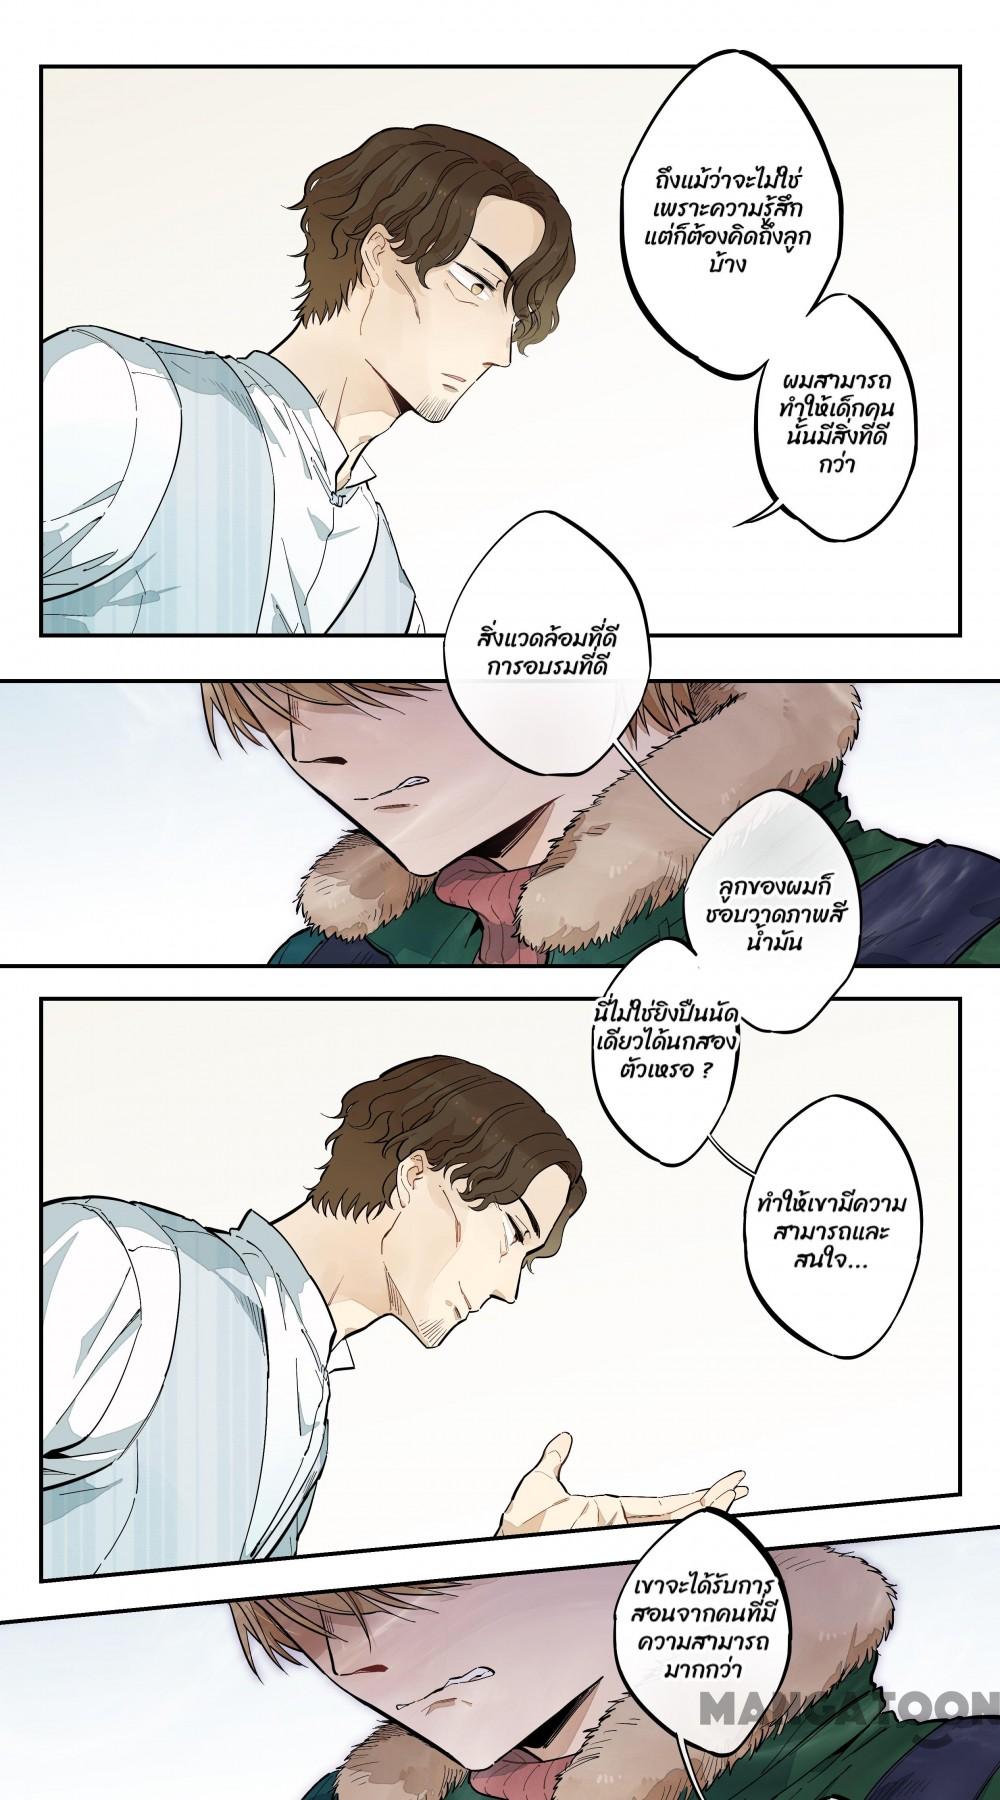 ถึงแม้ว่าจะไม่ใช่
เพราะความรู้สึก
แต่ก็ต้องคิดถึงลูก
บ้าง
ผมสามารถ
ทำให้เด็กคน
นั้นมีสิ่งที่ดี
กว่า
สิ่งแวดล้อมที่ดี
การอบรมที่ดี
ลูกของผมก็
ชอบวาดภาพสี
น้ำมัน
นี่ไม่ใช่ยิงปืนนัด
เดียวได้นกสอง
ตัวเหรอ ?
ทำให้เขามีความ
สามารถและ
สนใจ...
เขาจะได้รับการ
สอนจากคนที่มี
ความสามารถ
มากกว่า
MANGATOON